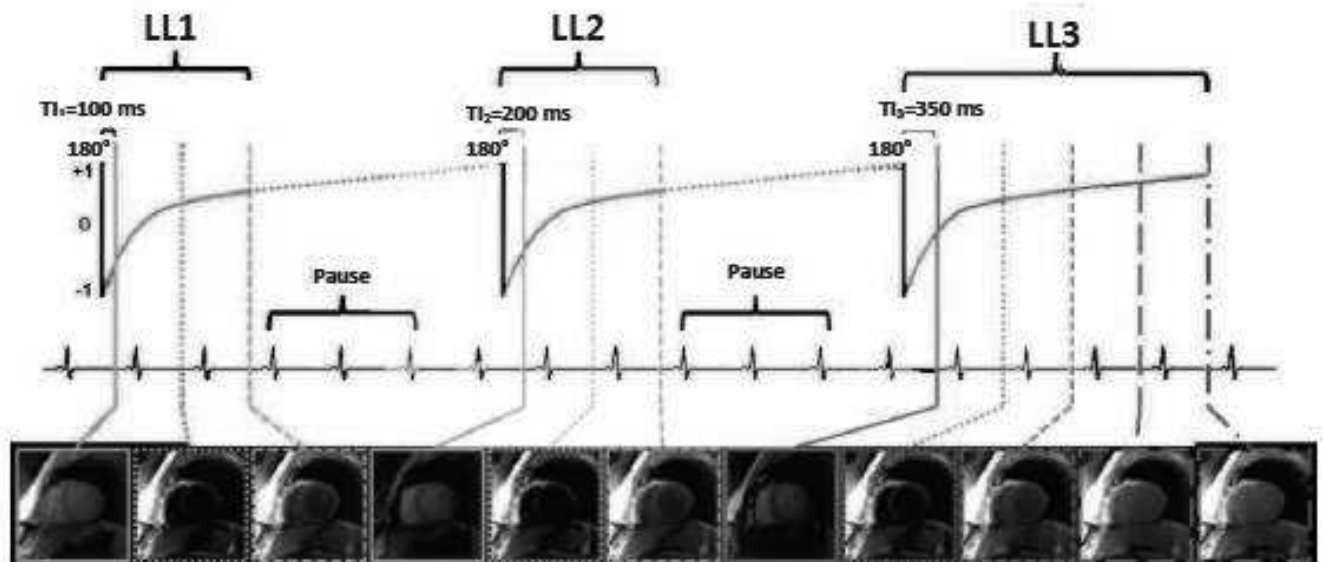 LL1
LL2
LL3
TI₁=100 ms
TI₂=200 ms
TI₃=350 ms
180°
180°
180°
+1
0
-1
Pause
Pause